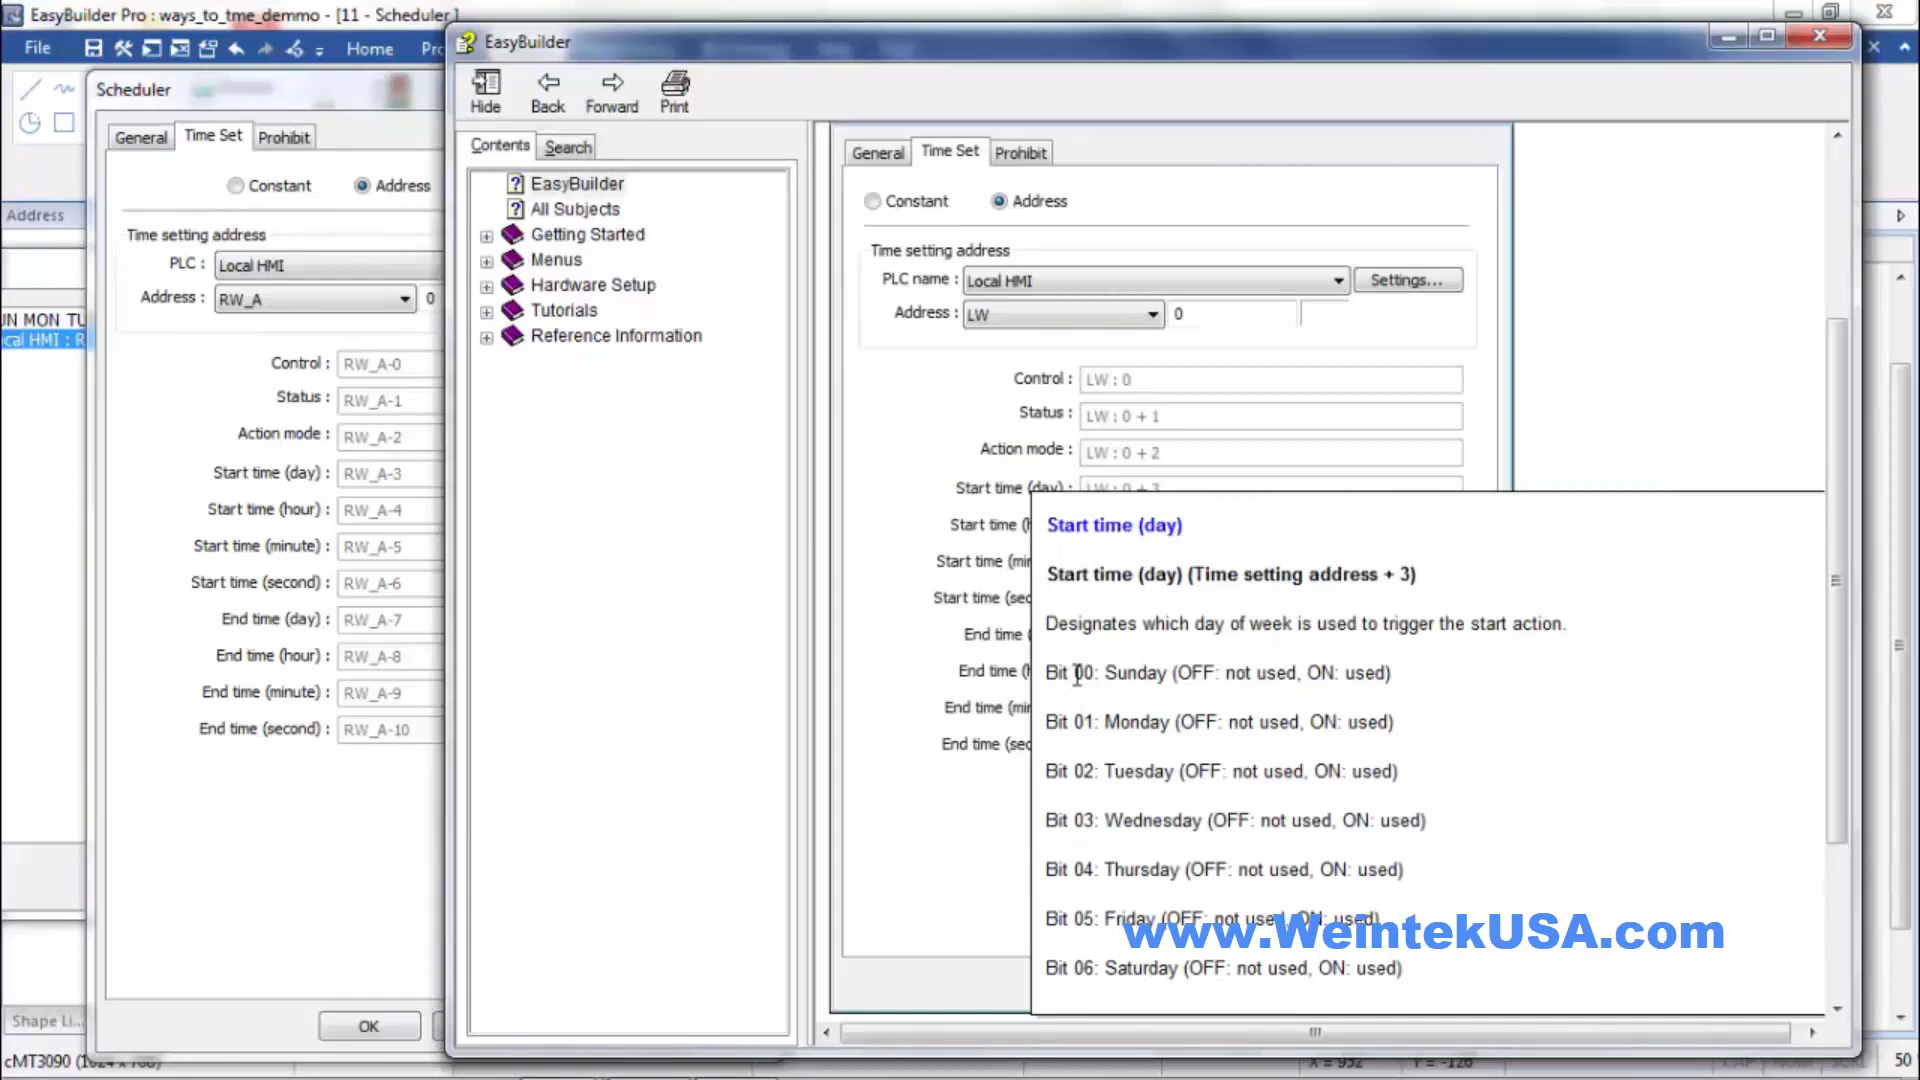 EasyBuilder Pro : ways_to_tme_demmo - [11 - Scheduler ]
File
Home
EasyBuilder
Scheduler
Hide
Back
Forward
Print
General
Time Set
Prohibit
Constant
Address
Address
Time setting address
PLC :
Local HMI
Address :
RW_A
0
UN MON TU
cal HMI : R
Control :
RW_A-0
Status :
RW_A-1
Action mode :
RW_A-2
Start time (day) :
RW_A-3
Start time (hour) :
RW_A-4
Start time (minute) :
RW_A-5
Start time (second) :
RW_A-6
End time (day) :
RW_A-7
End time (hour) :
RW_A-8
End time (minute) :
RW_A-9
End time (second) :
RW_A-10
OK
Shape Li...
Contents
Search
EasyBuilder
All Subjects
Getting Started
Menus
Hardware Setup
Tutorials
Reference Information
General
Time Set
Prohibit
Constant
Address
Time setting address
PLC name :
Local HMI
Settings...
Address :
LW
0
Control :
LW : 0
Status :
LW : 0 + 1
Action mode :
LW : 0 + 2
Start time (day) :
LW : 0 + 3
Start time (h
Start time (min
Start time (sec
End time (
End time (h
End time (min
End time (sec
Start time (day)
Start time (day) (Time setting address + 3)
Designates which day of week is used to trigger the start action.
Bit 00: Sunday (OFF: not used, ON: used)
Bit 01: Monday (OFF: not used, ON: used)
Bit 02: Tuesday (OFF: not used, ON: used)
Bit 03: Wednesday (OFF: not used, ON: used)
Bit 04: Thursday (OFF: not used, ON: used)
Bit 05: Friday (OFF: not used, ON: used)
www.WeintekUSA.com
Bit 06: Saturday (OFF: not used, ON: used)
50